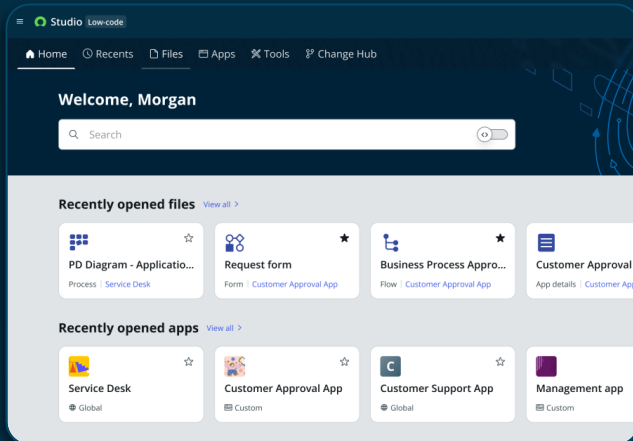 Studio Low-code
Home Recents Files Apps Tools Change Hub
Welcome, Morgan
Search
Recently opened files View all >
PD Diagram - Applicatio... Request form Business Process Appro... Customer Approval
Process | Service Desk Form | Customer Approval App Flow | Customer Approval App App details | Customer App
Recently opened apps View all >
C
Service Desk Customer Approval App Customer Support App Management app
Global Custom Global Custom